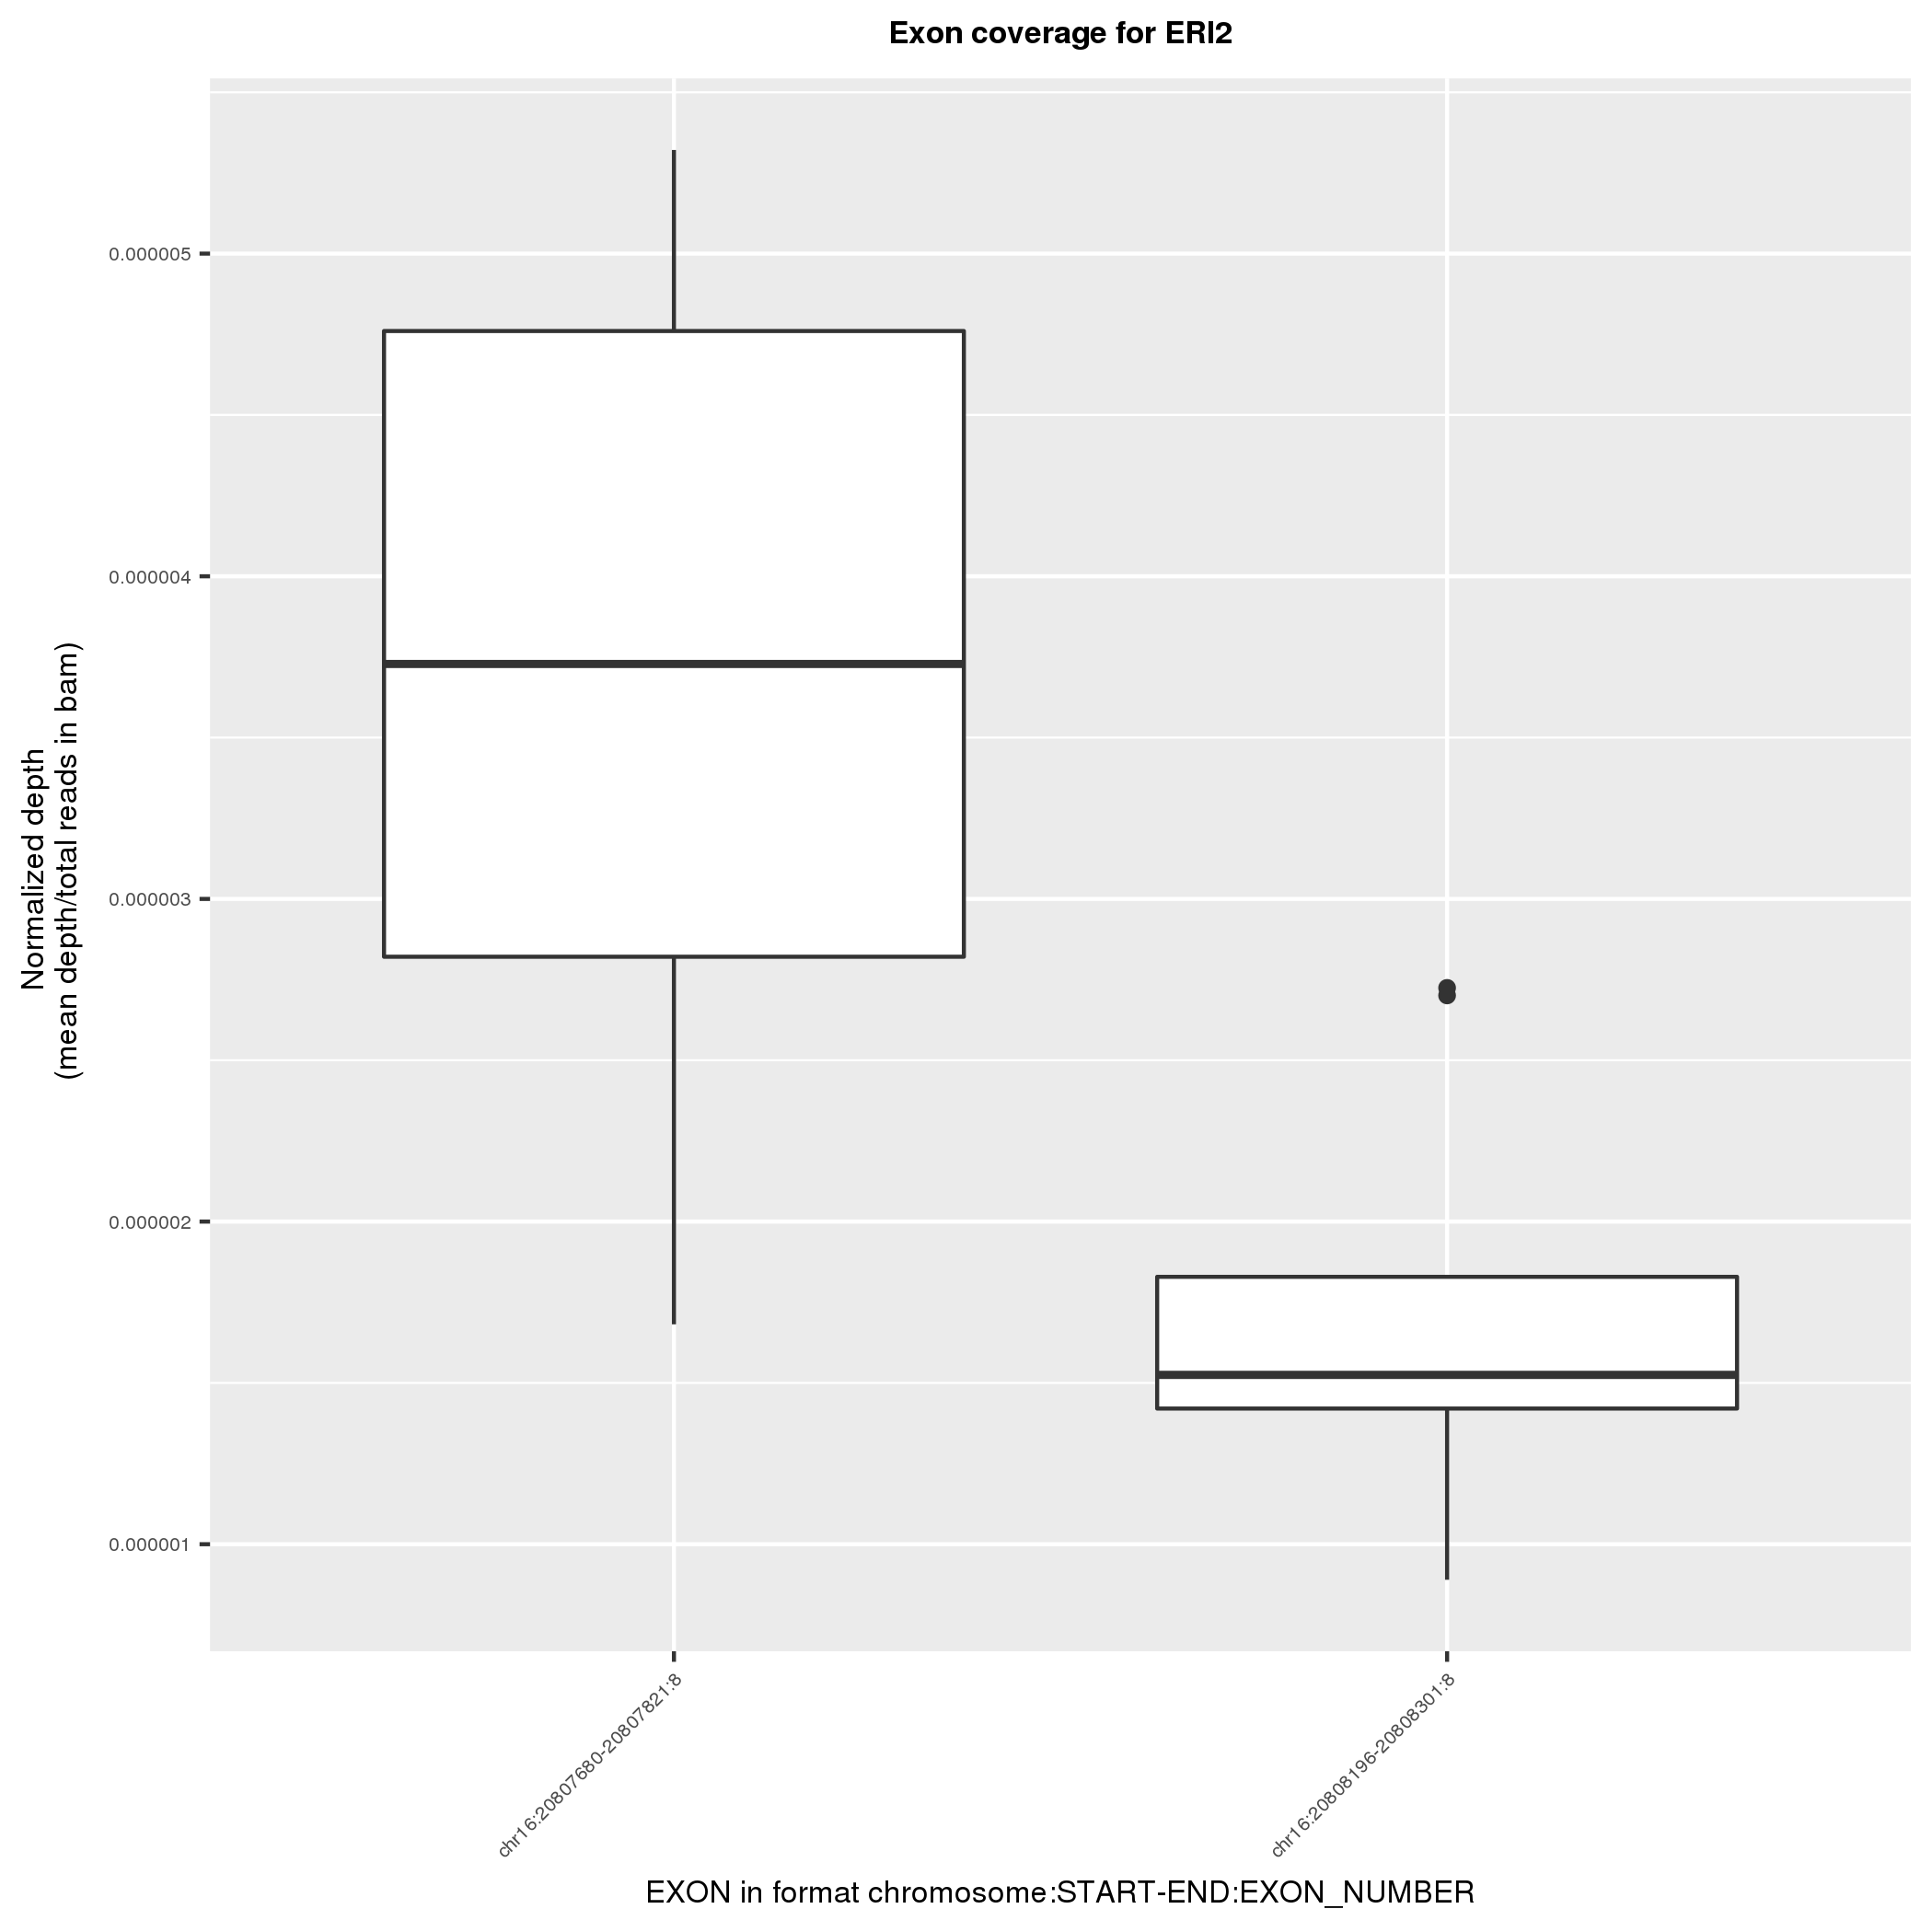 Exon coverage for ERI2
Normalized depth
(mean depth/total reads in bam)
0.000005
0.000004
0.000003
0.000002
0.000001
chr16:20807680-20807821:8
chr16:20808196-20808301:8
EXON in format chromosome:START-END:EXON_NUMBER